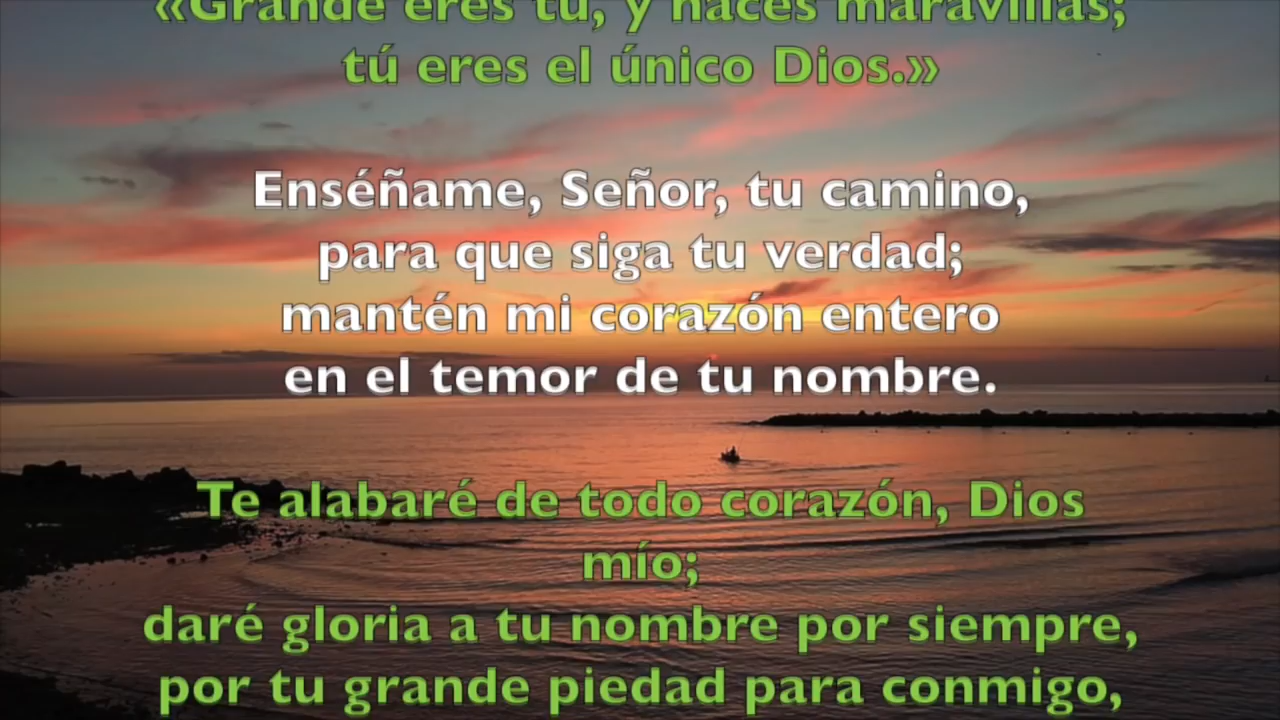 «Grande eres tú, y haces maravillas;
tú eres el único Dios.»
Enséñame, Señor, tu camino,
para que siga tu verdad;
mantén mi corazón entero
en el temor de tu nombre.
Te alabaré de todo corazón, Dios
mío;
daré gloria a tu nombre por siempre,
por tu grande piedad para conmigo,